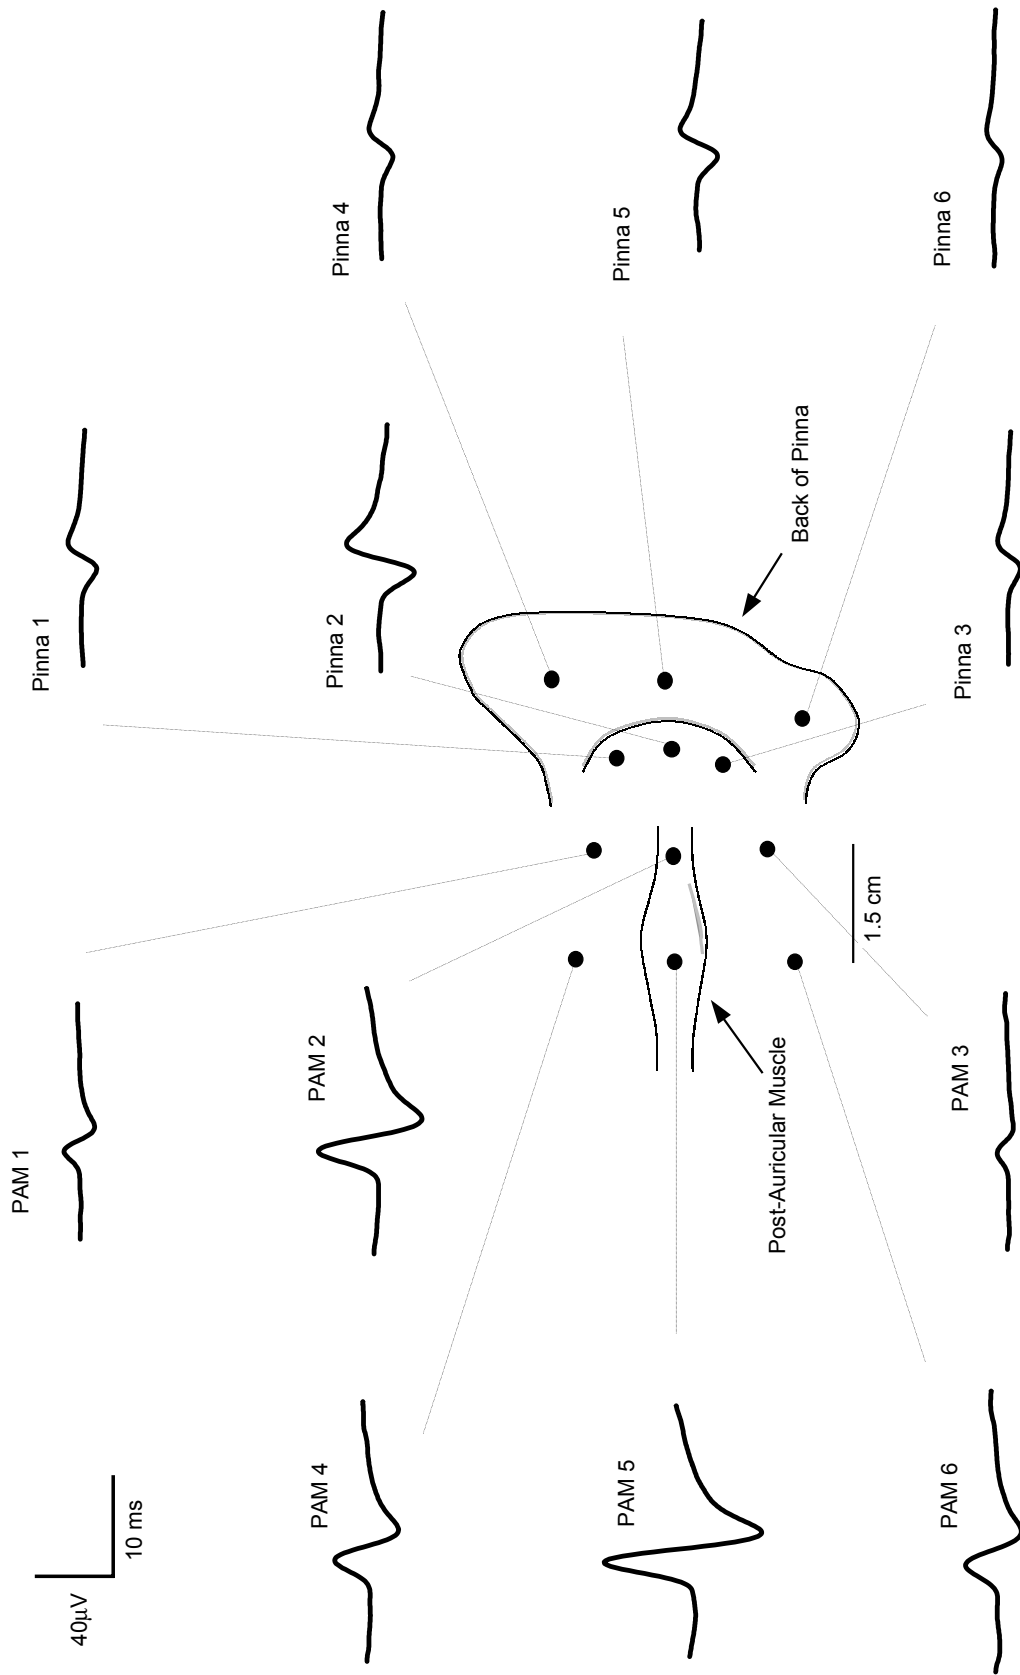 PAM 1
PAM 2
PAM 3
PAM 4
PAM 5
PAM 6
Pinna 1
Pinna 2
Pinna 3
Pinna 4
Pinna 5
Pinna 6
Back of Pinna
Post-Auricular Muscle
1.5 cm
40µV
10 ms